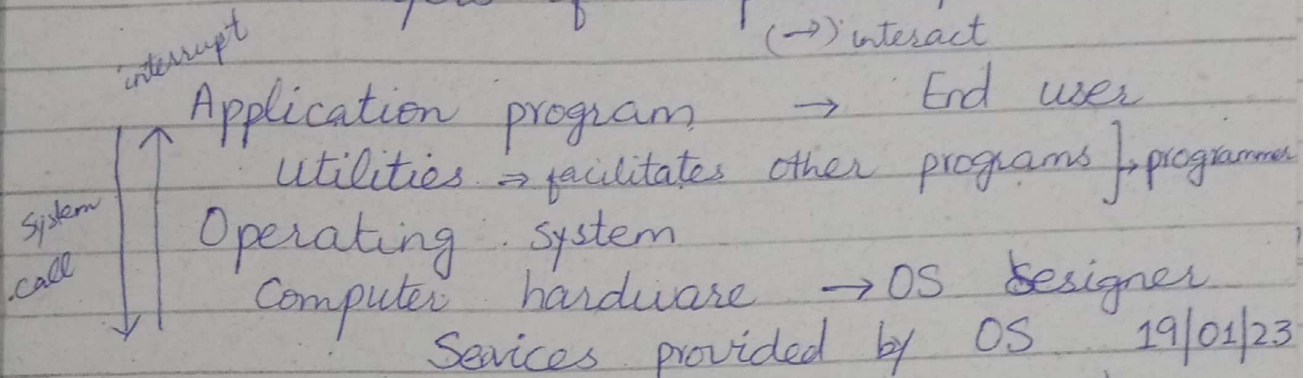 (→) interact
interrupt
Application program → End user
Utilities ⇒ facilitates other programs } → programmer
System
Operating system
call
Computer hardware → OS designer
Sevices provided by OS 19/01/23